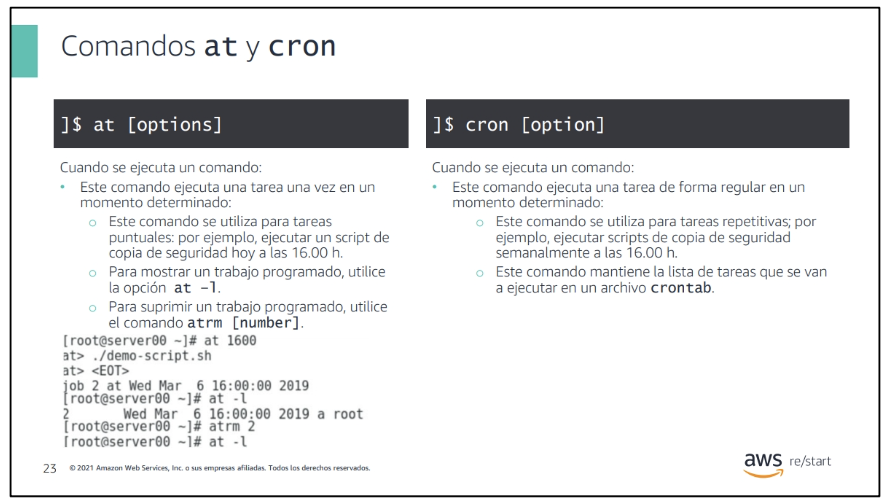 Comandos at y cron
]$ at [options]
Cuando se ejecuta un comando:
• Este comando ejecuta una tarea una vez en un
momento determinado:
o Este comando se utiliza para tareas
puntuales: por ejemplo, ejecutar un script de
copia de seguridad hoy a las 16.00 h.
o Para mostrar un trabajo programado, utilice
la opción at –l.
o Para suprimir un trabajo programado, utilice
el comando atrm [number].
[root@server00 ~]# at 1600
at> ./demo-script.sh
at> <EOT>
job 2 at Wed Mar  6 16:00:00 2019
[root@server00 ~]# at -l
2       Wed Mar  6 16:00:00 2019 a root
[root@server00 ~]# atrm 2
[root@server00 ~]# at -l
]$ cron [option]
Cuando se ejecuta un comando:
• Este comando ejecuta una tarea de forma regular en un
momento determinado:
o Este comando se utiliza para tareas repetitivas; por
ejemplo, ejecutar scripts de copia de seguridad
semanalmente a las 16.00 h.
o Este comando mantiene la lista de tareas que se van
a ejecutar en un archivo crontab.
23 © 2021 Amazon Web Services, Inc. o sus empresas afiliadas. Todos los derechos reservados.
aws re/start